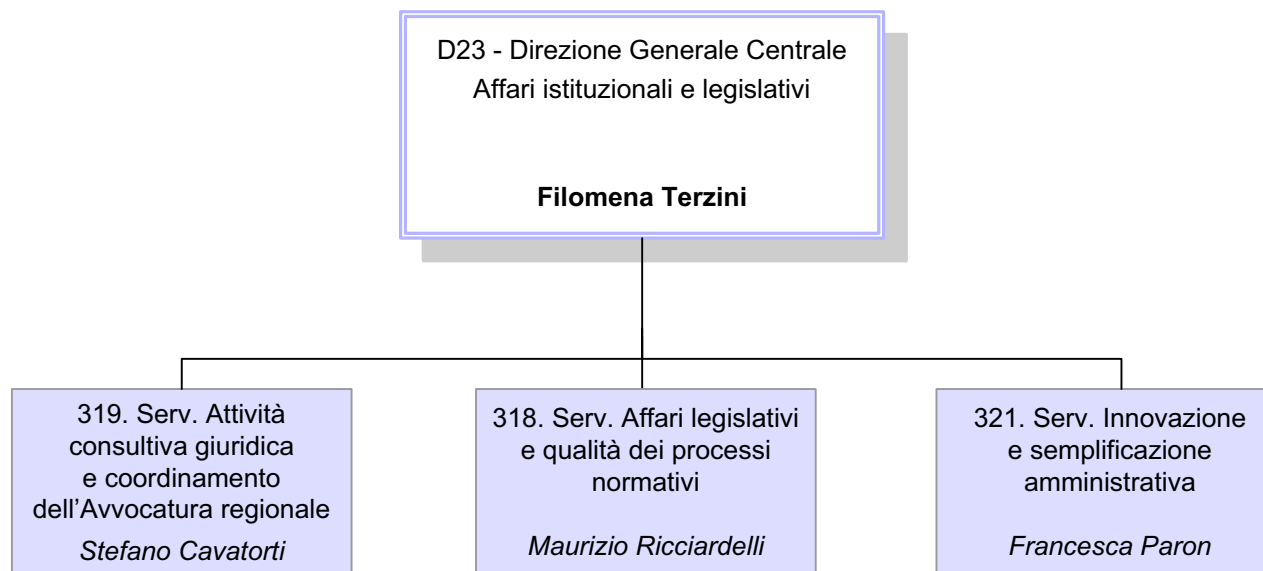 D23 - Direzione Generale Centrale
Affari istituzionali e legislativi
Filomena Terzini
319. Serv. Attività
consultiva giuridica
e coordinamento
dell’Avvocatura regionale
Stefano Cavatorti
318. Serv. Affari legislativi
e qualità dei processi
normativi
Maurizio Ricciardelli
321. Serv. Innovazione
e semplificazione
amministrativa
Francesca Paron